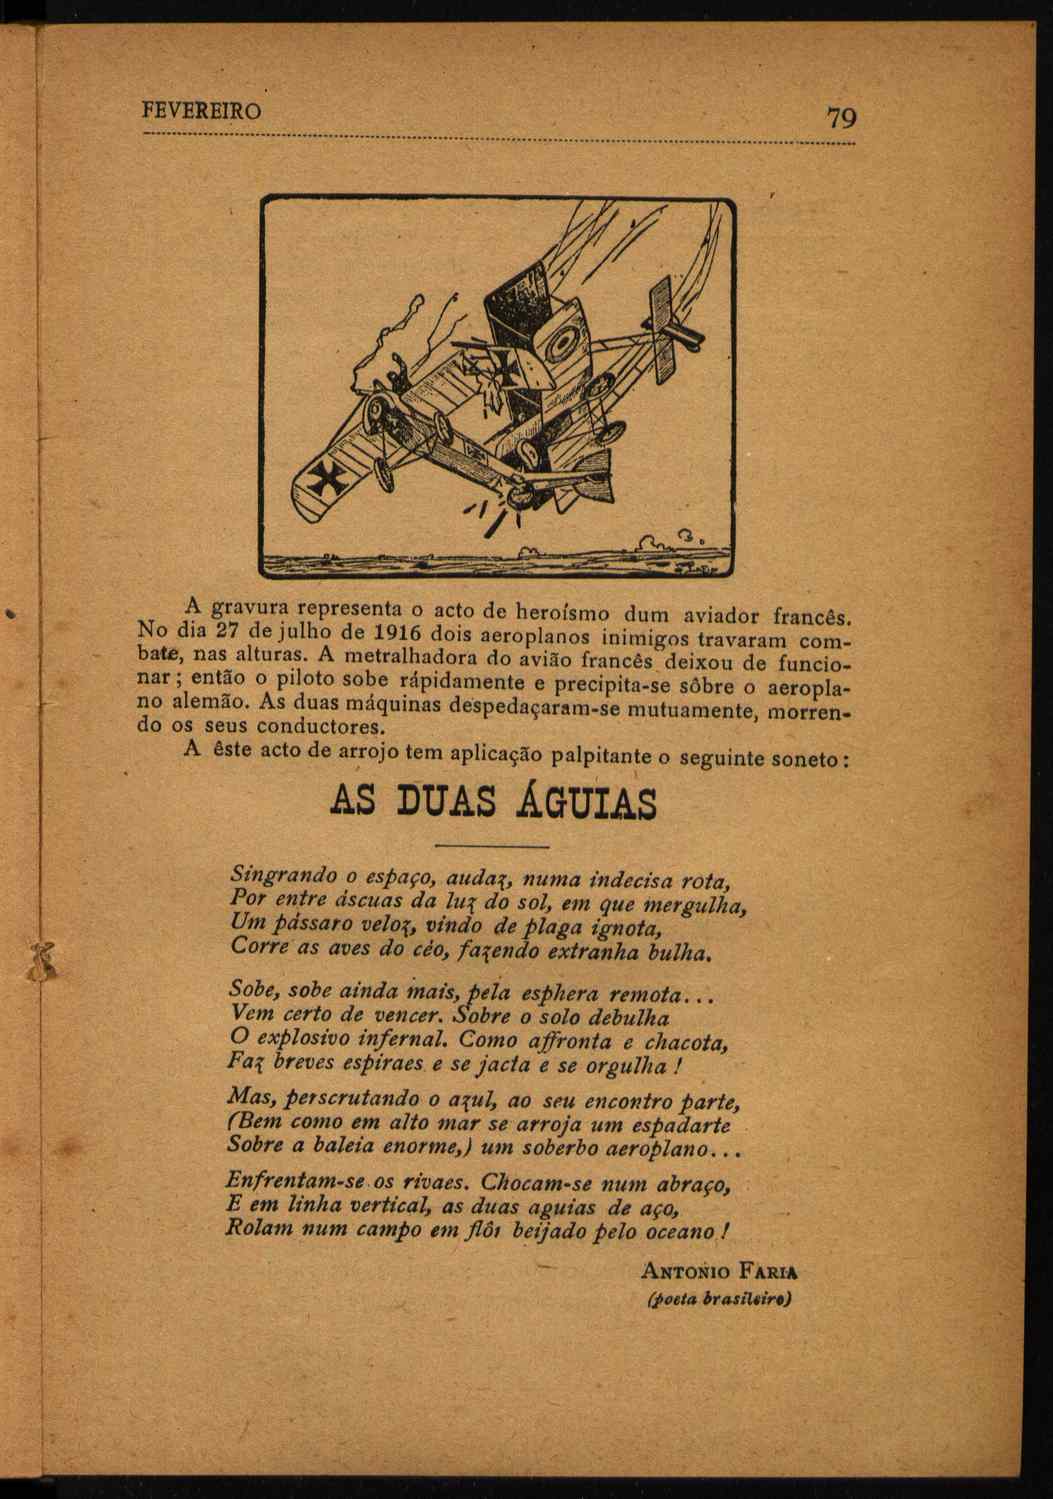 FEVEREIRO
79
A gravura representa o acto de heroísmo dum aviador francês.
No dia 27 de julho de 1916 dois aeroplanos inimigos travaram com-
bate, nas alturas. A metralhadora do avião francês deixou de funcio-
nar; então o piloto sobe rápidamente e precipita-se sôbre o aeropla-
no alemão. As duas máquinas despedaçaram-se mutuamente, morren-
do os seus conductores.
A êste acto de arrojo tem aplicação palpitante o seguinte soneto:
AS DUAS ÁGUIAS
Singrando o espaço, audaz, numa indecisa rota,
Por entre áscuas da luz do sol, em que mergulha,
Um pássaro veloz, vindo de plaga ignota,
Corre as aves do céo, fazendo extranha bulha.
Sobe, sobe ainda mais, pela esphera remota...
Vem certo de vencer. Sobre o solo debulha
O explosivo infernal. Como affronta e chacota,
Faz breves espiraes e se jacta e se orgulha!
Mas, perscrutando o azul, ao seu encontro parte,
(Bem como em alto mar se arroja um espadarte
Sobre a baleia enorme,) um soberbo aeroplano...
Enfrentam-se os rivaes. Chocam-se num abraço,
E em linha vertical, as duas aguias de aço,
Rolam num campo em flôr beijado pelo oceano!
ANTONIO FARIA
(poeta brasileiro)